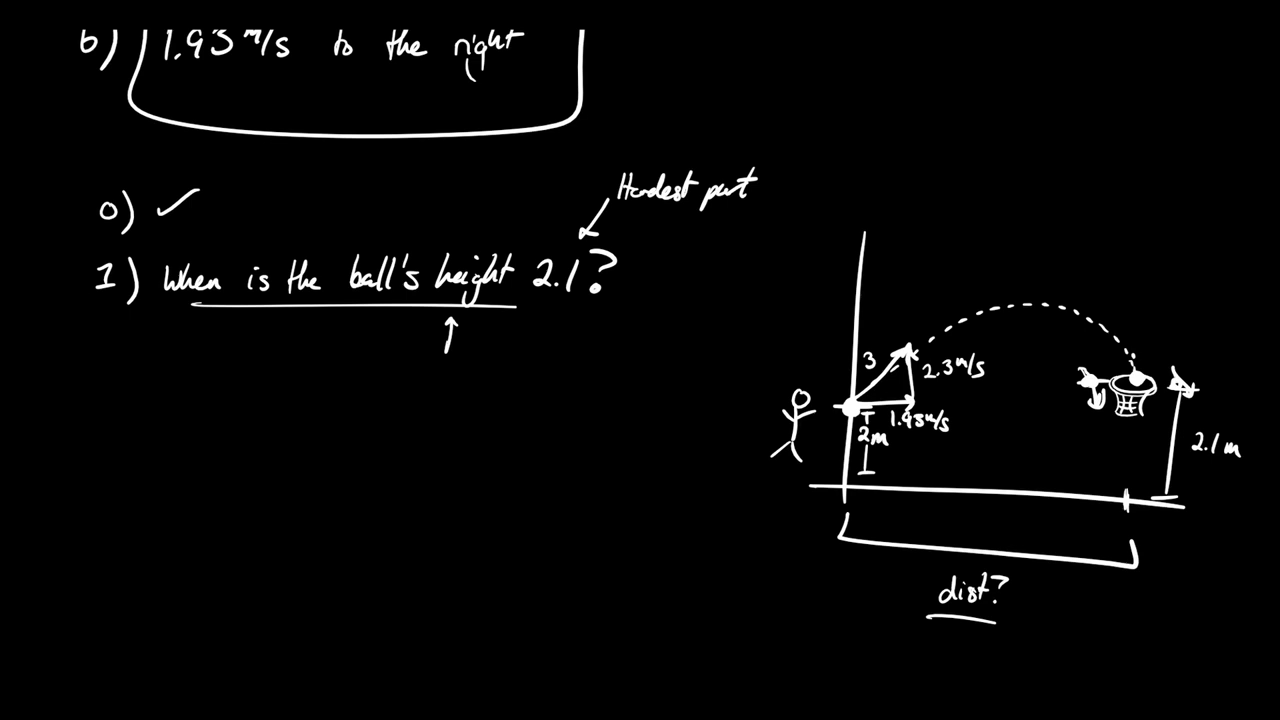 b) 1.93 m/s to the right
0) ✓
Hardest part
1) When is the ball's height 2.1?
3
2.3 m/s
1.93 m/s
2m
2.1 m
dist?